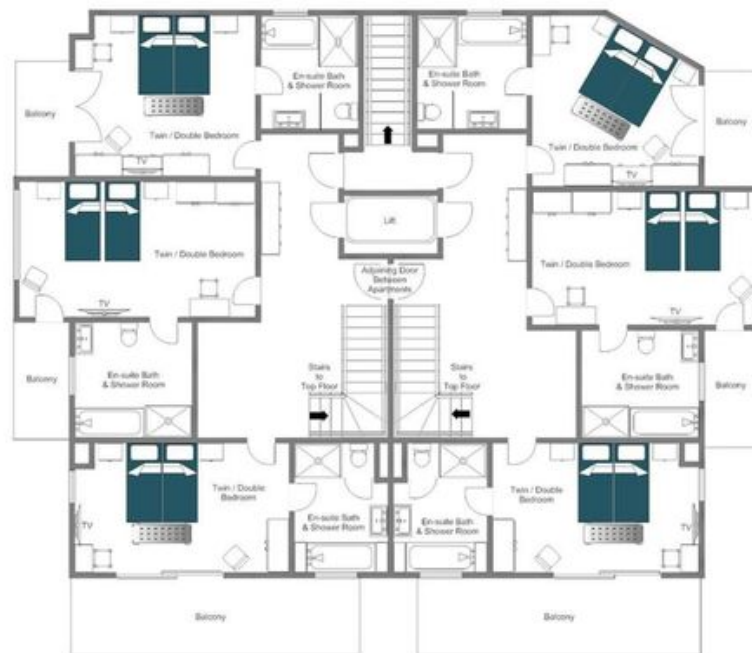 En-suite Bath
& Shower Room
En-suite Bath
& Shower Room
Balcony
Twin / Double Bedroom
TV
Balcony
Twin / Double Bedroom
TV
Lift
Twin / Double Bedroom
TV
Twin / Double Bedroom
TV
Adjoining Door
Between
Apartments
Balcony
En-suite Bath
& Shower Room
Stairs
to
Top Floor
Stairs
to
Top Floor
En-suite Bath
& Shower Room
Balcony
Twin / Double
Bedroom
TV
En-suite Bath
& Shower Room
En-suite Bath
& Shower Room
Twin / Double
Bedroom
TV
Balcony
Balcony